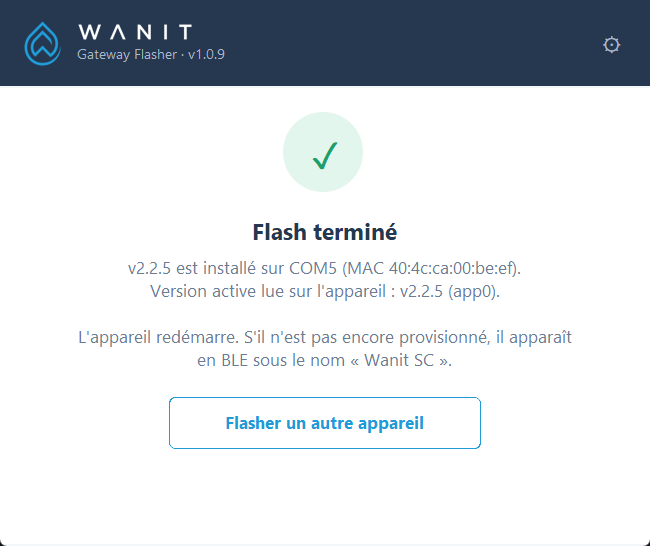 WANIT
Gateway Flasher · v1.0.9
Flash terminé
v2.2.5 est installé sur COM5 (MAC 40:4c:ca:00:be:ef).
Version active lue sur l'appareil : v2.2.5 (app0).
L'appareil redémarre. S'il n'est pas encore provisionné, il apparaît
en BLE sous le nom « Wanit SC ».
Flasher un autre appareil